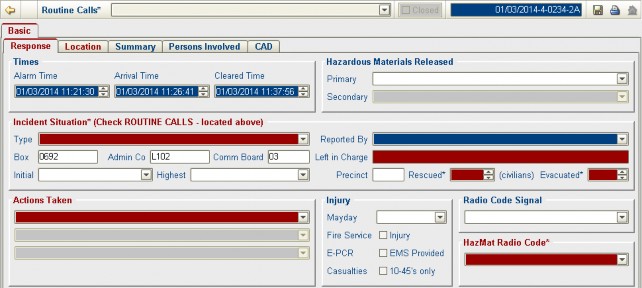 Routine Calls" Closed 01/03/2014-4-0234-2A
Basic
Response Location Summary Persons Involved CAD
Times
Alarm Time Arrival Time Cleared Time
01/03/2014 11:21:30 01/03/2014 11:26:41 01/03/2014 11:37:56
Hazardous Materials Released
Primary
Secondary
Incident Situation" (Check ROUTINE CALLS - located above)
Type Reported By
Box 0692 Admin Co L102 Comm Board 03 Left in Charge
Initial Highest Precinct Rescued* (civilians) Evacuated*
Actions Taken
Injury
Mayday
Fire Service Injury
E-PCR EMS Provided
Casualties 10-45's only
Radio Code Signal
HazMat Radio Code^